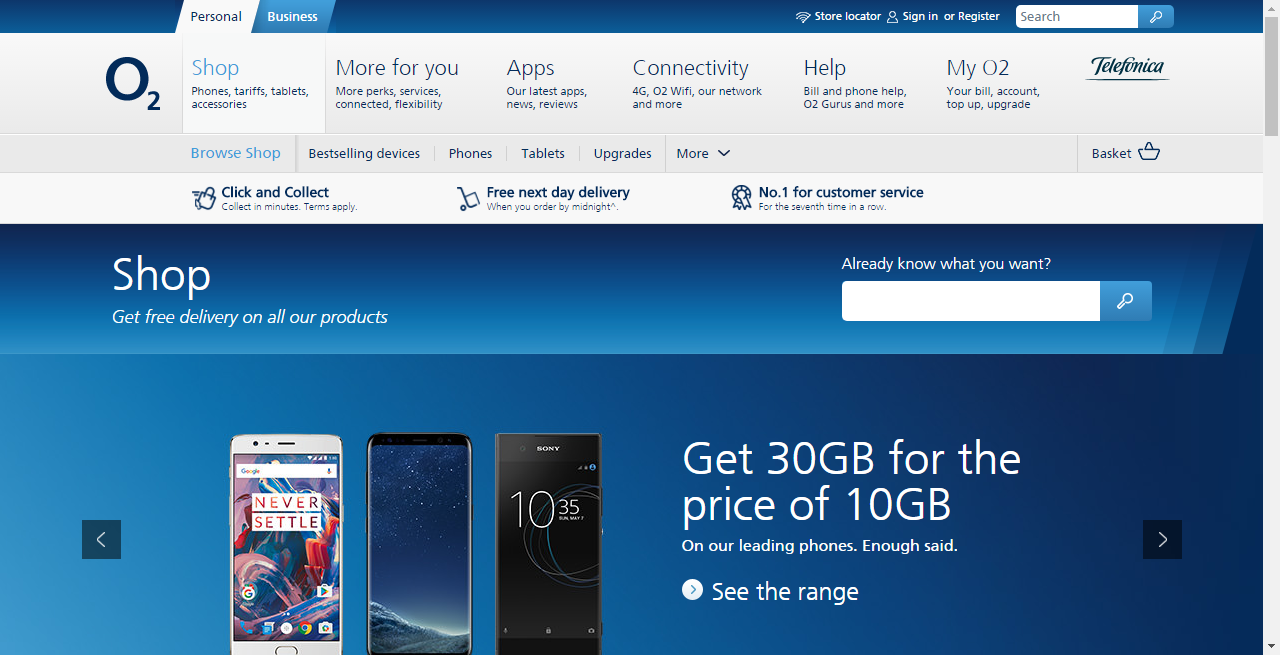 Personal
Business
Store locator
Sign in or Register
Search
O2
Shop
Phones, tariffs, tablets,
accessories
More for you
More perks, services,
connected, flexibility
Apps
Our latest apps,
news, reviews
Connectivity
4G, O2 Wifi, our network
and more
Help
Bill and phone help,
O2 Gurus and more
My O2
Your bill, account,
top up, upgrade
Telefónica
Browse Shop
Bestselling devices
Phones
Tablets
Upgrades
More
Basket
Click and Collect
Collect in minutes. Terms apply.
Free next day delivery
When you order by midnight^.
No.1 for customer service
For the seventh time in a row.
Shop
Get free delivery on all our products
Already know what you want?
Google
NEVER
SETTLE
SONY
10 35
SUN, MAY 7
Get 30GB for the
price of 10GB
On our leading phones. Enough said.
See the range